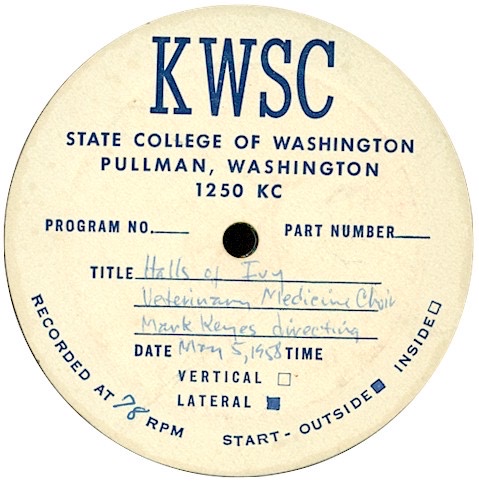 KWSC
STATE COLLEGE OF WASHINGTON
PULLMAN, WASHINGTON
1250 KC
PROGRAM NO. PART NUMBER
TITLE Halls of Ivy
Veterinary Medicine Choir
Mark Keyes directing
DATE May 5, 1958 TIME
VERTICAL
LATERAL
RECORDED AT 78 RPM
START - OUTSIDE INSIDE